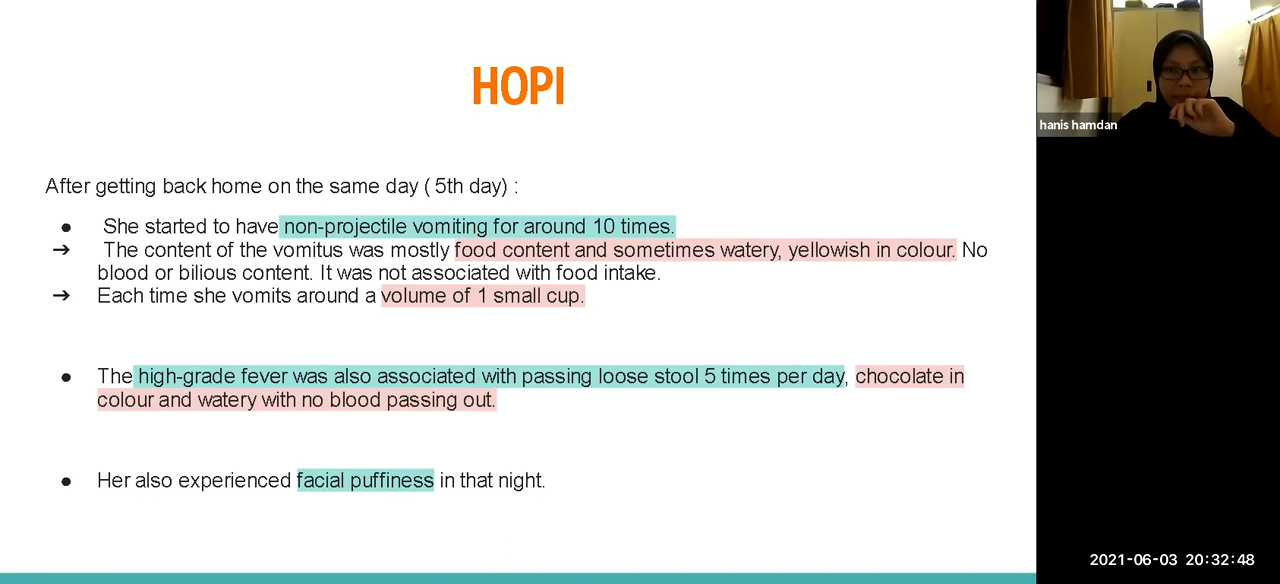 HOPI
hanis hamdan
After getting back home on the same day ( 5th day) :
● She started to have non-projectile vomiting for around 10 times.
➔ The content of the vomitus was mostly food content and sometimes watery, yellowish in colour. No
blood or bilious content. It was not associated with food intake.
➔ Each time she vomits around a volume of 1 small cup.
● The high-grade fever was also associated with passing loose stool 5 times per day, chocolate in
colour and watery with no blood passing out.
● Her also experienced facial puffiness in that night.
2021-06-03 20:32:48